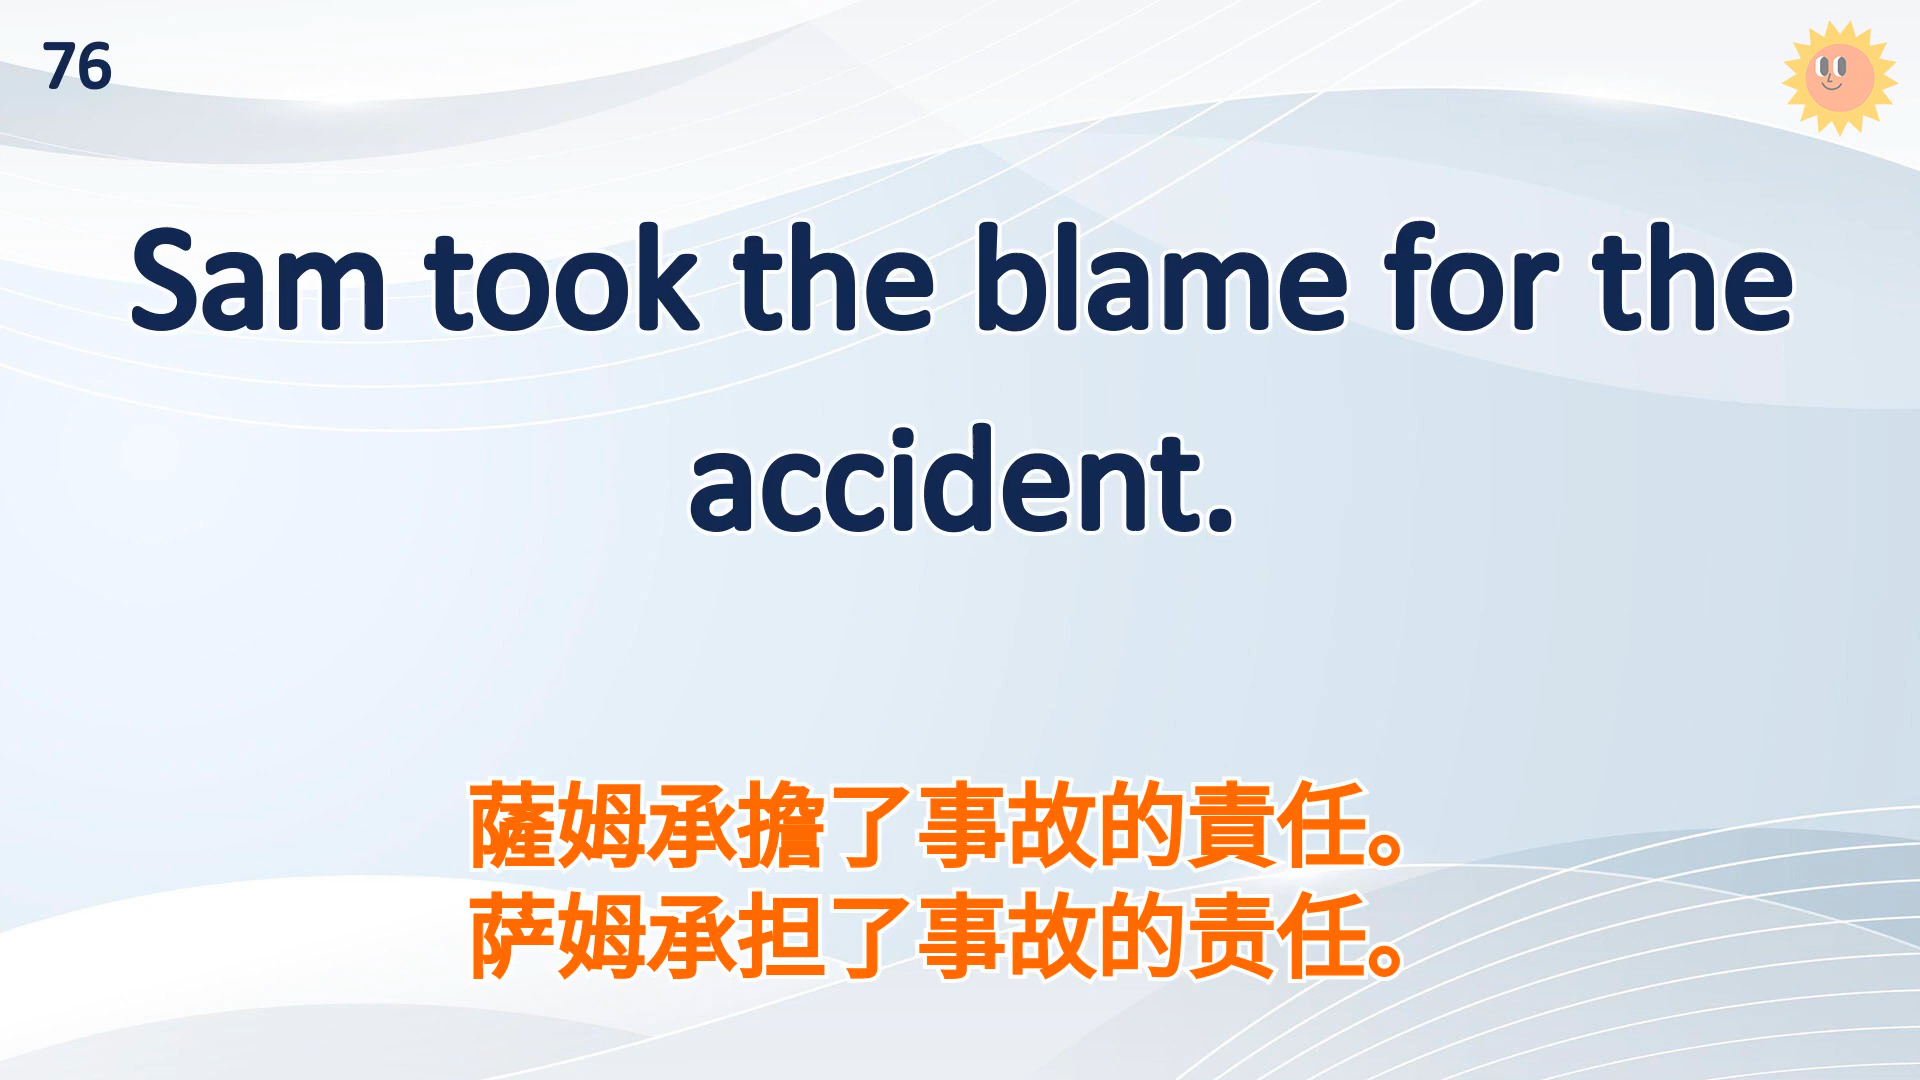 76
Sam took the blame for the
accident.
薩姆承擔了事故的責任。
萨姆承担了事故的责任。